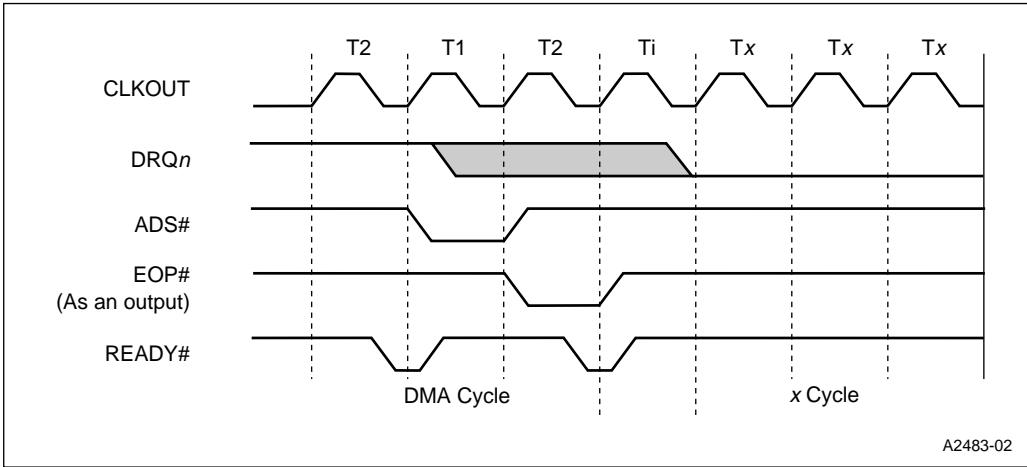 T2 T1 T2 Ti Tx Tx Tx
CLKOUT
DRQn
ADS#
EOP#
(As an output)
READY#
DMA Cycle x Cycle
A2483-02